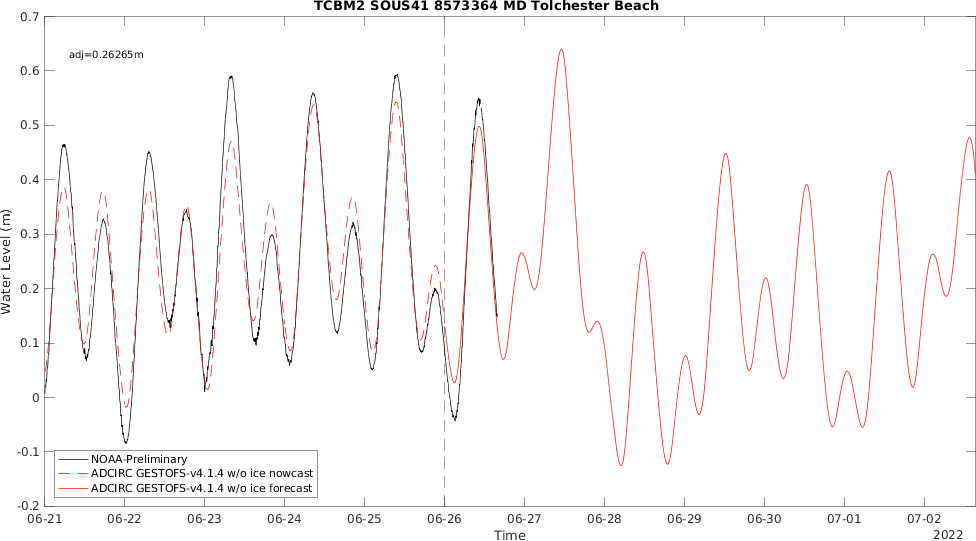 TCBM2 SOUS41 8573364 MD Tolchester Beach
0.7
adj=0.26265m
0.6
0.5
0.4
0.3
0.2
0.1
0
-0.1
-0.2
Water Level (m)
NOAA-Preliminary
ADCIRC GESTOFS-v4.1.4 w/o ice nowcast
ADCIRC GESTOFS-v4.1.4 w/o ice forecast
06-21 06-22 06-23 06-24 06-25 06-26 06-27 06-28 06-29 06-30 07-01 07-02
Time
2022